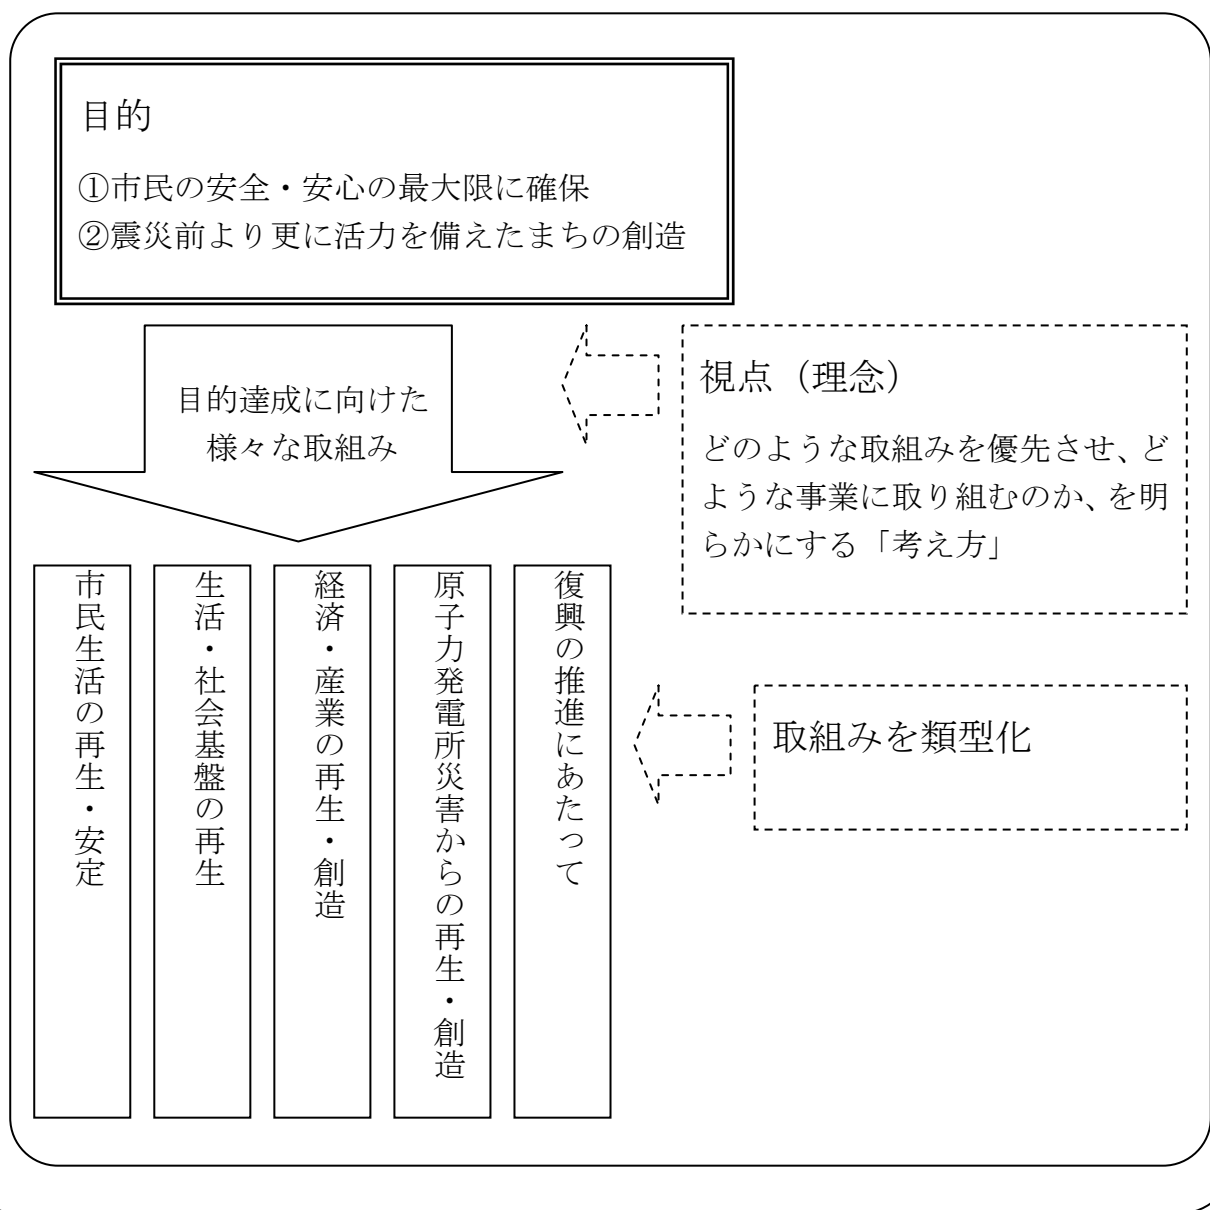 目的
①市民の安全・安心の最大限に確保
②震災前より更に活力を備えたまちの創造
目的達成に向けた
様々な取組み
視点（理念）
どのような取組みを優先させ、ど
ような事業に取り組むのか、を明
らかにする「考え方」
市民生活の再生・安定
生活・社会基盤の再生
経済・産業の再生・創造
原子力発電所災害からの再生・創造
復興の推進にあたって
取組みを類型化